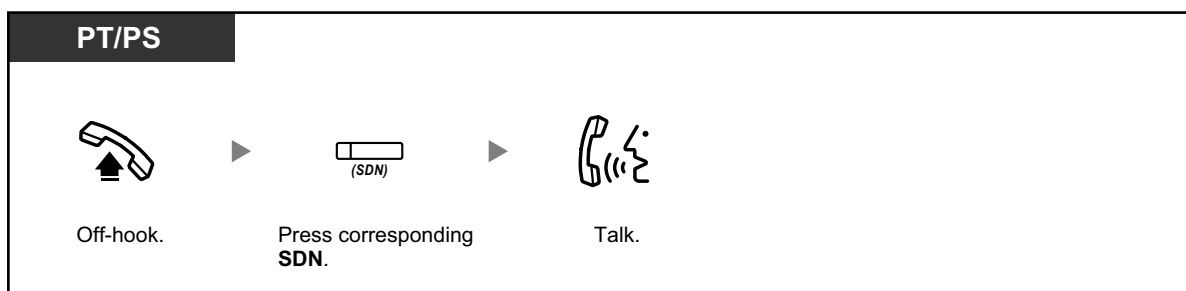 PT/PS
(SDN)
Off-hook.
Press corresponding
SDN.
Talk.